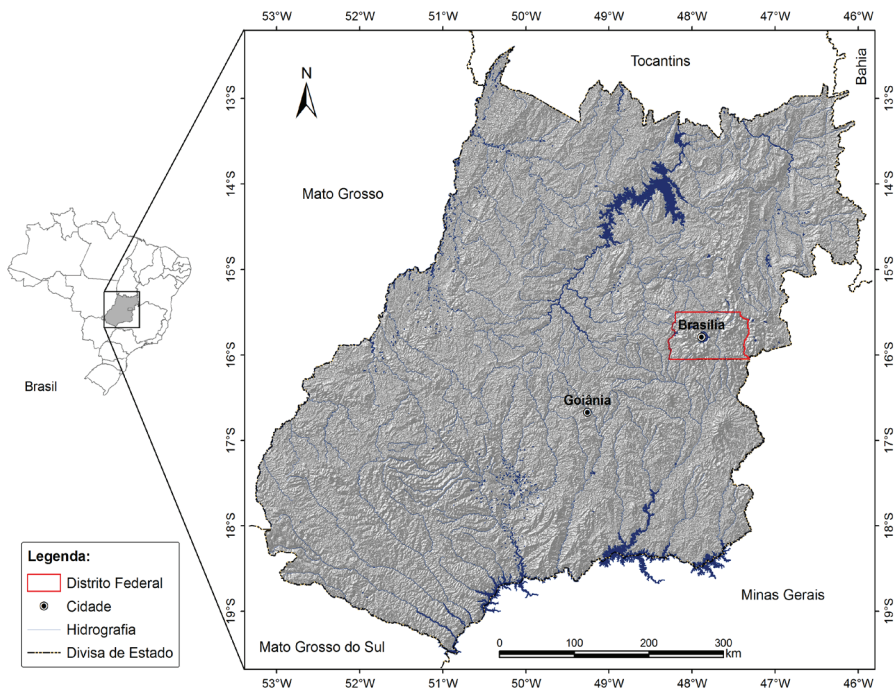 53°W 52°W 51°W 50°W 49°W 48°W 47°W 46°W
Tocantins
Bahia
N
13°S
13°S
Mato Grosso
14°S
14°S
15°S
15°S
Brasília
16°S
16°S
Brasil
Goiânia
17°S
17°S
18°S
18°S
Legenda:
Distrito Federal
Cidade
Hidrografia
Divisa de Estado
19°S
19°S
Minas Gerais
Mato Grosso do Sul
0 100 200 300
km
53°W 52°W 51°W 50°W 49°W 48°W 47°W 46°W